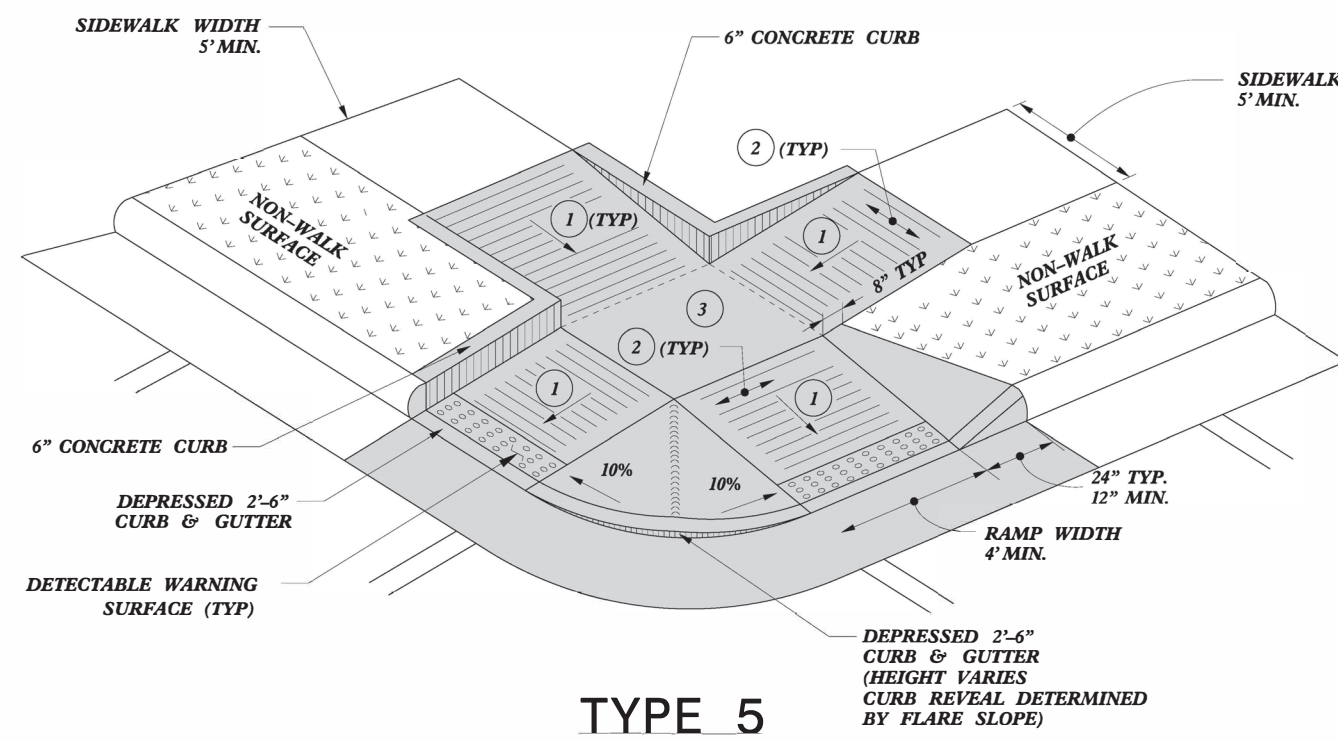 SIDEWALK WIDTH
5' MIN.
6" CONCRETE CURB
SIDEWALK
5' MIN.
2 (TYP)
NON-WALK
SURFACE
1 (TYP)
1
8" TYP
NON-WALK
SURFACE
3
2 (TYP)
1
1
6" CONCRETE CURB
10%
10%
24" TYP.
12" MIN.
DEPRESSED 2'-6"
CURB & GUTTER
RAMP WIDTH
4' MIN.
DETECTABLE WARNING
SURFACE (TYP)
DEPRESSED 2'-6"
CURB & GUTTER
(HEIGHT VARIES
CURB REVEAL DETERMINED
BY FLARE SLOPE)
TYPE 5